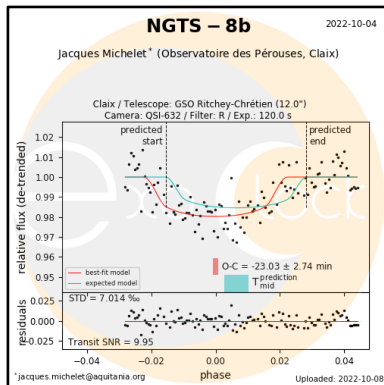 NGTS − 8b
2022-10-04
Jacques Michelet* (Observatoire des Pérouses, Claix)
Claix / Telescope: GSO Ritchey-Chrétien (12.0")
Camera: QSI-632 / Filter: R / Exp.: 120.0 s
predicted
start
predicted
end
1.02
1.01
1.00
0.99
0.98
0.97
0.96
0.95
relative flux (de-trended)
best-fit model
expected model
O-C = -23.03 ± 2.74 min
T prediction mid
0.025
0.000
−0.025
residuals
STD = 7.014 ‰
Transit SNR = 9.95
−0.04
−0.02
0.00
0.02
0.04
phase
*jacques.michelet@aquitania.org
Uploaded: 2022-10-08